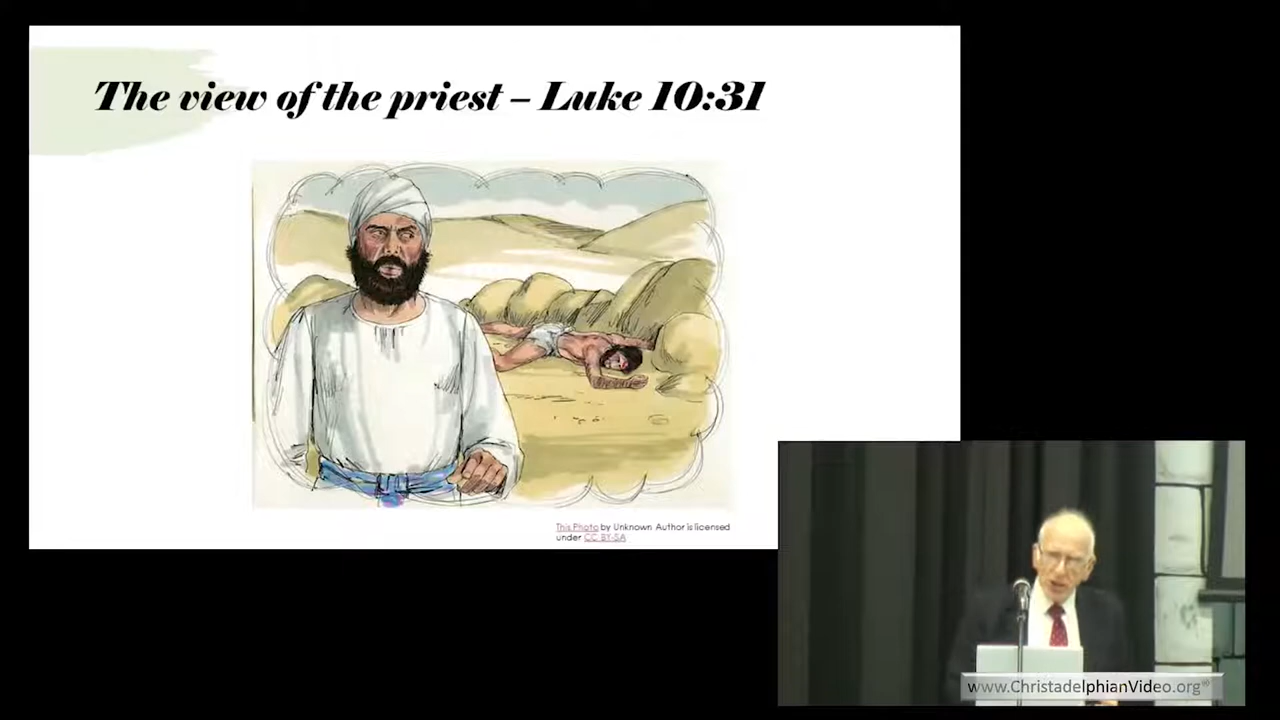 The view of the priest – Luke 10:31
This Photo by Unknown Author is licensed
under CC BY-SA
www.ChristadelphianVideo.org®